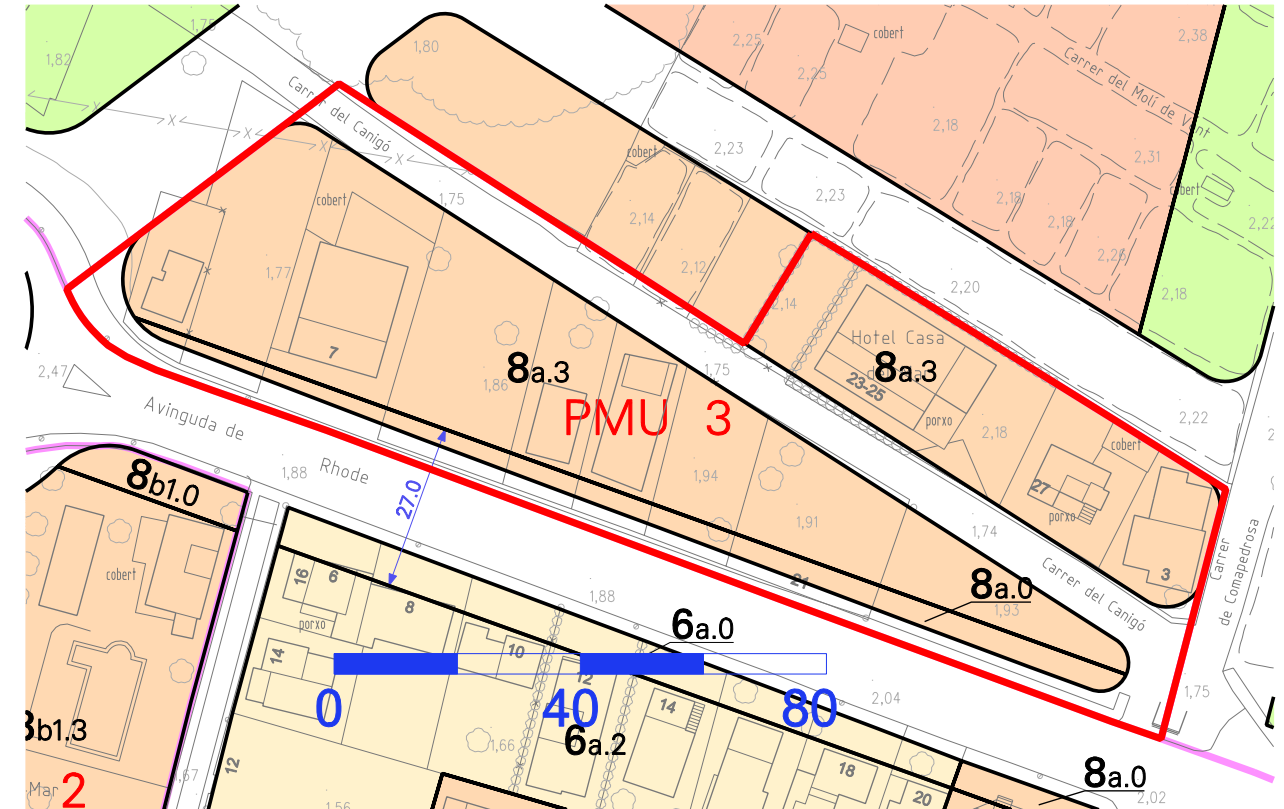 1,75
1,80
2,25
cobert
2,38
1,82
2,25
Carrer del Molí de Vent
Carrer del Canigó
2,18
2,23
cobert
2,31
cobert
1,75
cobert
2,23
2,18
2,18
2,14
2,22
2,26
1,77
2,12
2,20
2,14
2,18
Hotel Casa
7
8a.3
1,75
8a.3
2,47
1,86
23-25
PMU 3
2,22
Avinguda de
porxo
2,18
cobert
1,88
Rhode
1,94
27.0
8b1.0
27
1,91
porxo
1,74
Carrer
de Comapedrosa
cobert
16
6
21
Carrer del Canigó
3
8a.0
8
1,88
1,93
porxo
6a.0
14
10
12
0
40
80
14
2,04
1,75
8b1.3
6a.2
1,66
12
18
8a.0
Mar
2
1,56
20
2,02